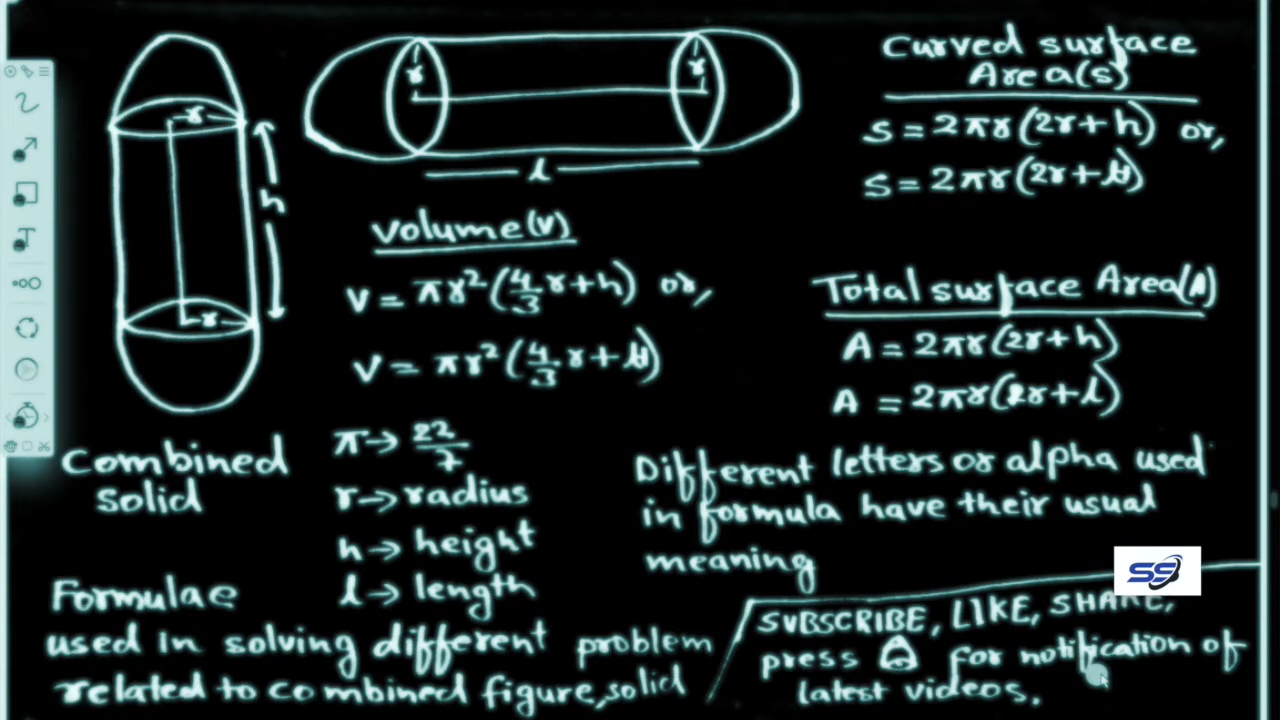 Curved surface
Area(s)
S = 2πr(2r+h) or,
S = 2πr(2r+l)
r
r
r
h
l
r
Volume(v)
V = πr²(4/3 r+h) or,
V = πr²(4/3 r+l)
Total surface Area(A)
A = 2πr(2r+h)
A = 2πr(2r+l)
Combined
solid
π→ 22/7
r→ radius
h→ height
l→ length
Different letters or alpha used
in formula have their usual
meaning
Formulae
used in solving different problem
related to combined figure, solid
SS
SUBSCRIBE, LIKE, SHARE,
press for notification of
latest videos.